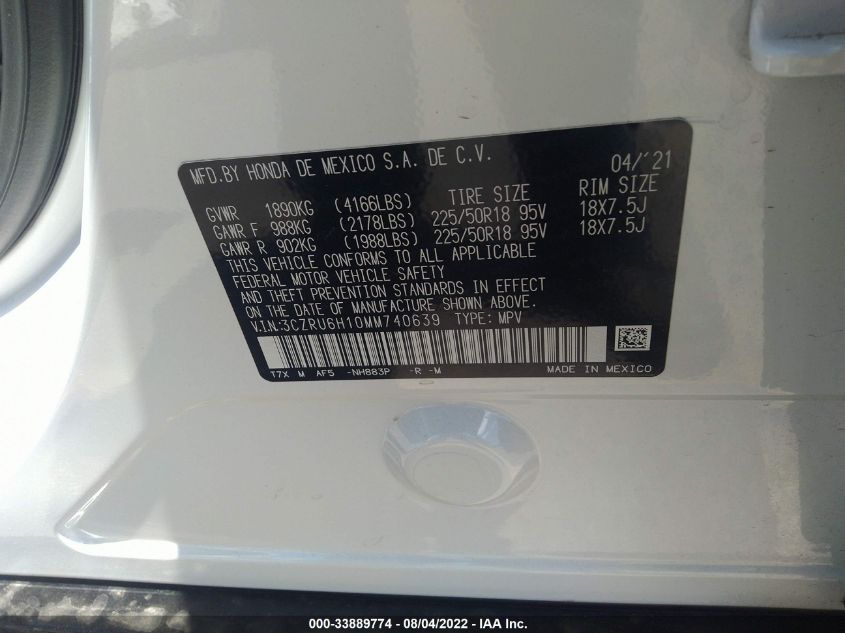 MFD.BY HONDA DE MEXICO S.A. DE C.V. 04/'21
GVWR 1890KG (4166LBS) TIRE SIZE RIM SIZE
GAWR F 988KG (2178LBS) 225/50R18 95V 18X7.5J
GAWR R 902KG (1988LBS) 225/50R18 95V 18X7.5J
THIS VEHICLE CONFORMS TO ALL APPLICABLE
FEDERAL MOTOR VEHICLE SAFETY
AND THEFT PREVENTION STANDARDS IN EFFECT
ON THE DATE OF MANUFACTURE SHOWN ABOVE.
V.I.N:3CZRU6H10MM740639 TYPE: MPV
T7X M AF5 -NH883P -R -M MADE IN MEXICO
000-33889774 - 08/04/2022 - IAA Inc.